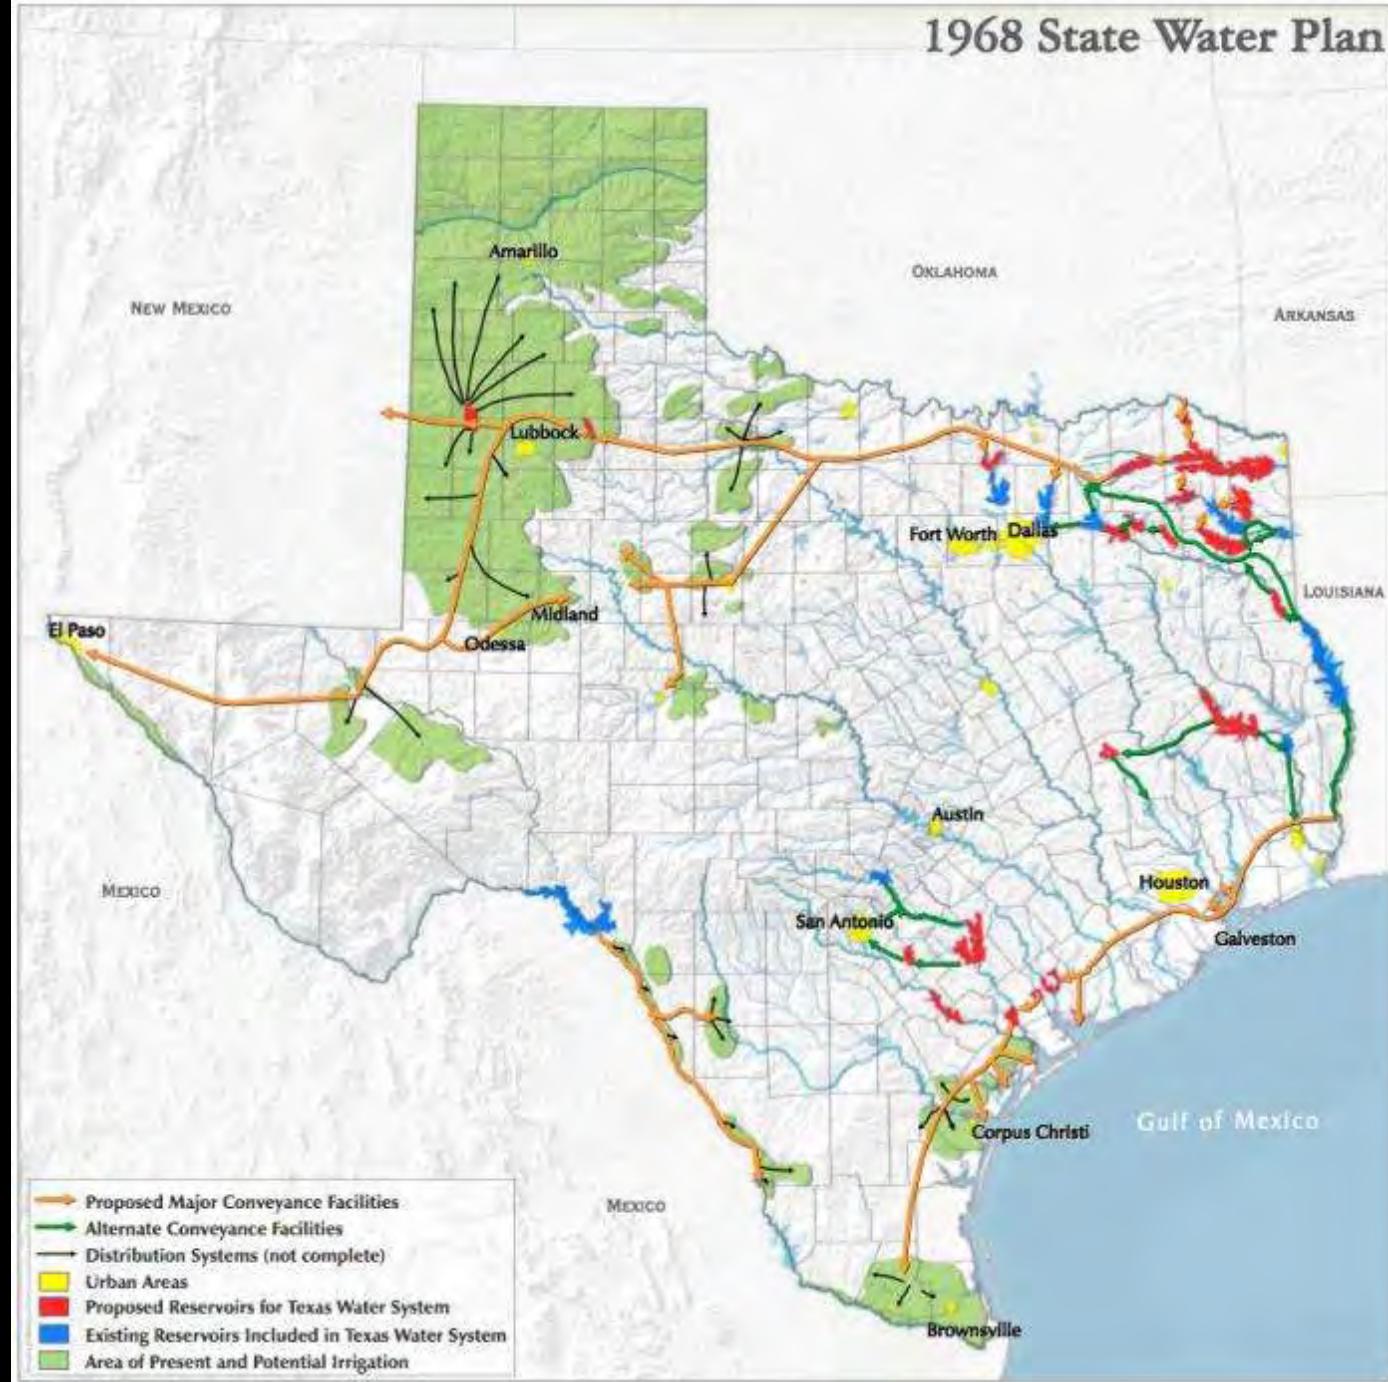 1968 State Water Plan
Amarillo
OKLAHOMA
NEW MEXICO
ARKANSAS
Lubbock
Fort Worth
Dallas
LOUISIANA
Midland
El Paso
Odessa
Austin
Houston
MEXICO
San Antonio
Galveston
Gulf of Mexico
Corpus Christi
MEXICO
Brownsville
Proposed Major Conveyance Facilities
Alternate Conveyance Facilities
Distribution Systems (not complete)
Urban Areas
Proposed Reservoirs for Texas Water System
Existing Reservoirs Included in Texas Water System
Area of Present and Potential Irrigation